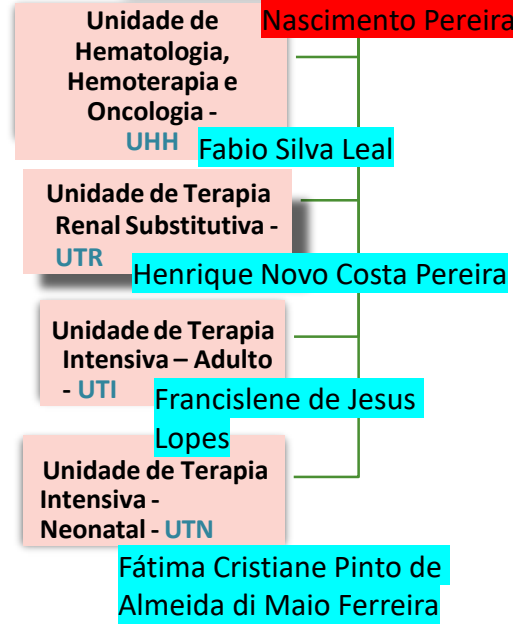 Nascimento Pereira
Unidade de
Hematologia,
Hemoterapia e
Oncologia -
UHH
Fabio Silva Leal
Unidade de Terapia
Renal Substitutiva -
UTR
Henrique Novo Costa Pereira
Unidade de Terapia
Intensiva – Adulto
- UTI
Francislene de Jesus
Lopes
Unidade de Terapia
Intensiva -
Neonatal - UTN
Fátima Cristiane Pinto de
Almeida di Maio Ferreira